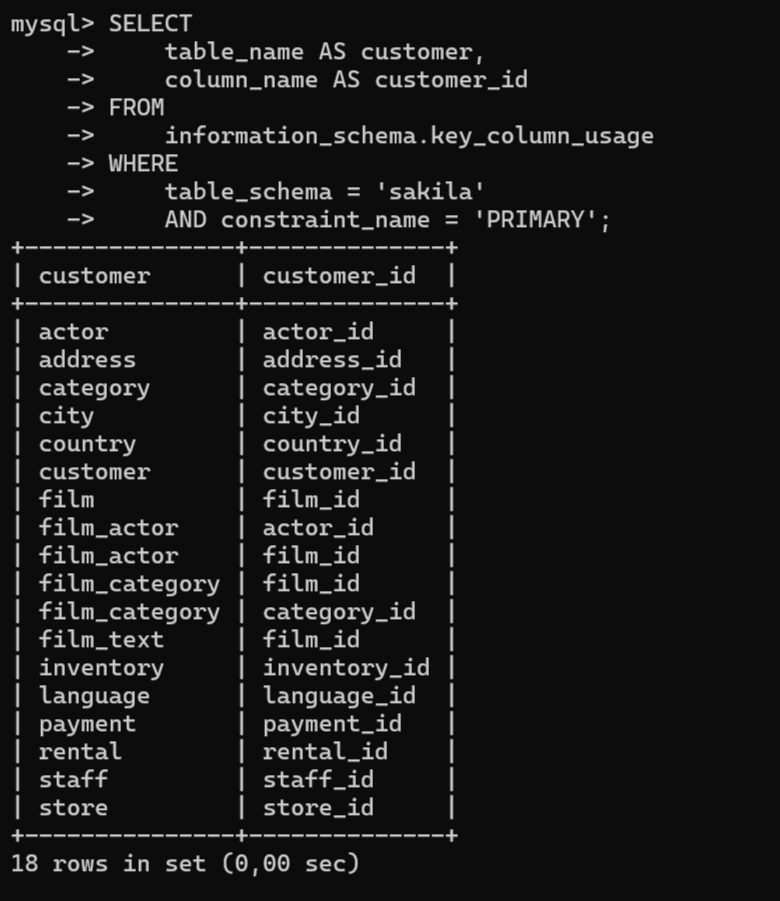 mysql> SELECT
    ->     table_name AS customer,
    ->     column_name AS customer_id
    -> FROM
    ->     information_schema.key_column_usage
    -> WHERE
    ->     table_schema = 'sakila'
    ->     AND constraint_name = 'PRIMARY';
+---------------+--------------+
| customer      | customer_id  |
+---------------+--------------+
| actor         | actor_id     |
| address       | address_id   |
| category      | category_id  |
| city          | city_id      |
| country       | country_id   |
| customer      | customer_id  |
| film          | film_id      |
| film_actor    | actor_id     |
| film_actor    | film_id      |
| film_category | film_id      |
| film_category | category_id  |
| film_text     | film_id      |
| inventory     | inventory_id |
| language      | language_id  |
| payment       | payment_id   |
| rental        | rental_id    |
| staff         | staff_id     |
| store         | store_id     |
+---------------+--------------+
18 rows in set (0,00 sec)